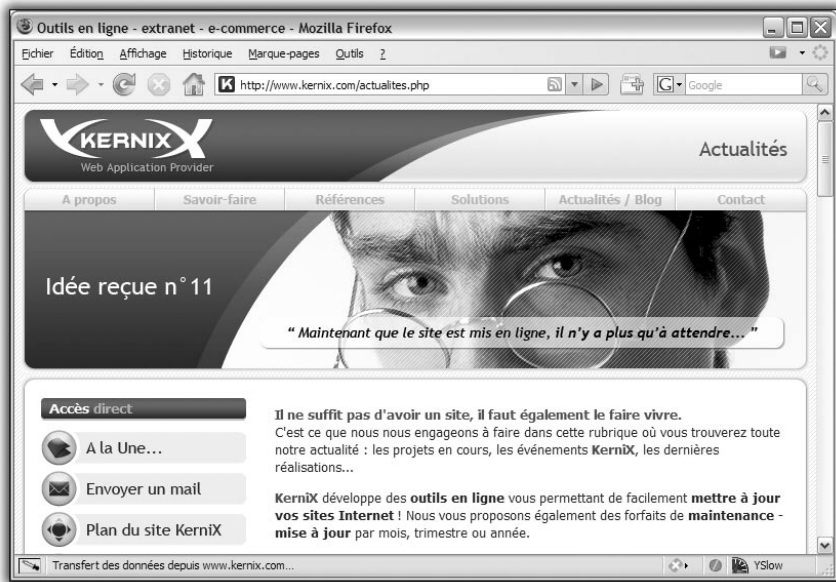 Outils en ligne - extranet - e-commerce - Mozilla Firefox
Fichier Édition Affichage Historique Marque-pages Outils ?
K http://www.kernix.com/actualites.php G Google
KERNIX
Web Application Provider
Actualités
A propos Savoir-faire Références Solutions Actualités / Blog Contact
Idée reçue n°11
“ Maintenant que le site est mis en ligne, il n’y a plus qu’à attendre... ”
Accès direct
A la Une...
Envoyer un mail
Plan du site KerniX
Il ne suffit pas d'avoir un site, il faut également le faire vivre.
C'est ce que nous nous engageons à faire dans cette rubrique où vous trouverez toute
notre actualité : les projets en cours, les événements KerniX, les dernières
réalisations...
KerniX développe des outils en ligne vous permettant de facilement mettre à jour
vos sites Internet ! Nous vous proposons également des forfaits de maintenance -
mise à jour par mois, trimestre ou année.
Transfert des données depuis www.kernix.com... YSlow